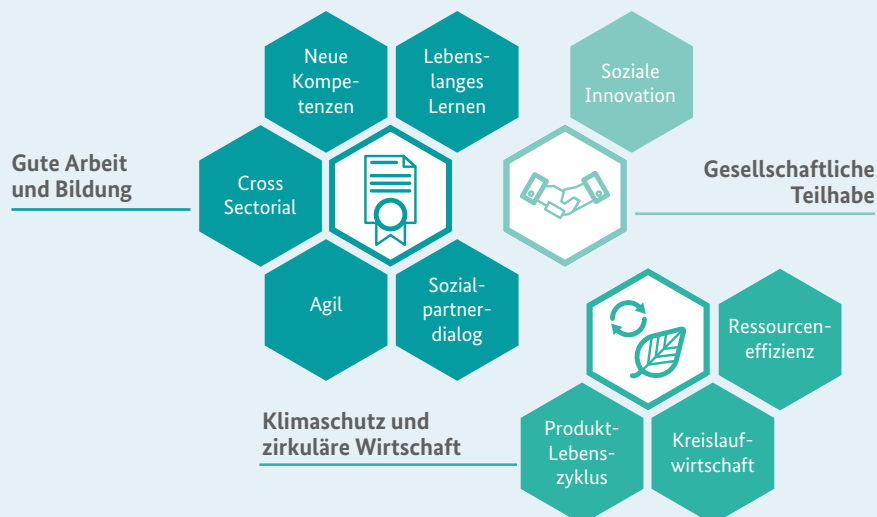 Neue
Kompe-
tenzen
Lebens-
langes
Lernen
Soziale
Innovation
Gute Arbeit
und Bildung
Cross
Sectorial
Gesellschaftliche
Teilhabe
Agil
Sozial-
partner-
dialog
Ressourcen-
effizienz
Klimaschutz und
zirkuläre Wirtschaft
Produkt-
Lebens-
zyklus
Kreislauf-
wirtschaft